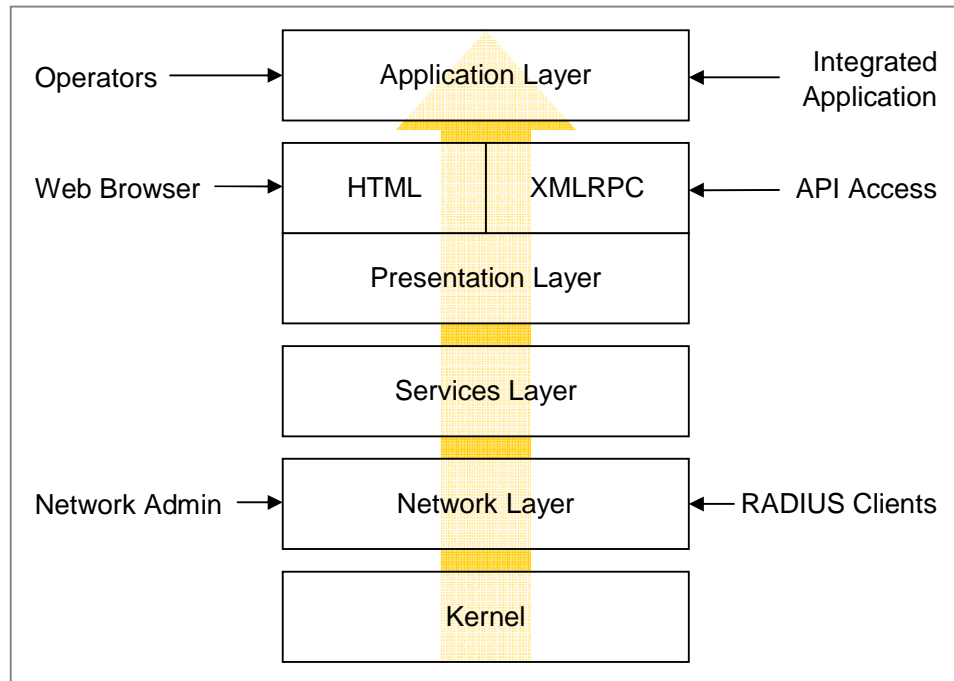 Operators
Application Layer
Integrated
Application
Web Browser
HTML
XMLRPC
API Access
Presentation Layer
Services Layer
Network Admin
Network Layer
RADIUS Clients
Kernel